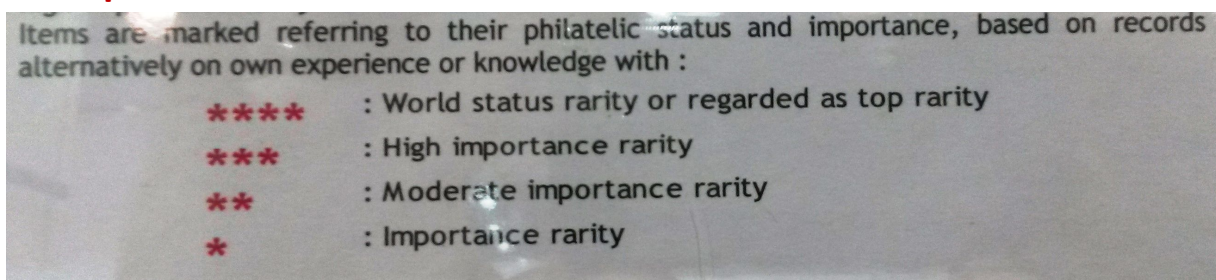 Items are marked referring to their philatelic status and importance, based on records
alternatively on own experience or knowledge with :
**** : World status rarity or regarded as top rarity
*** : High importance rarity
** : Moderate importance rarity
* : Importance rarity